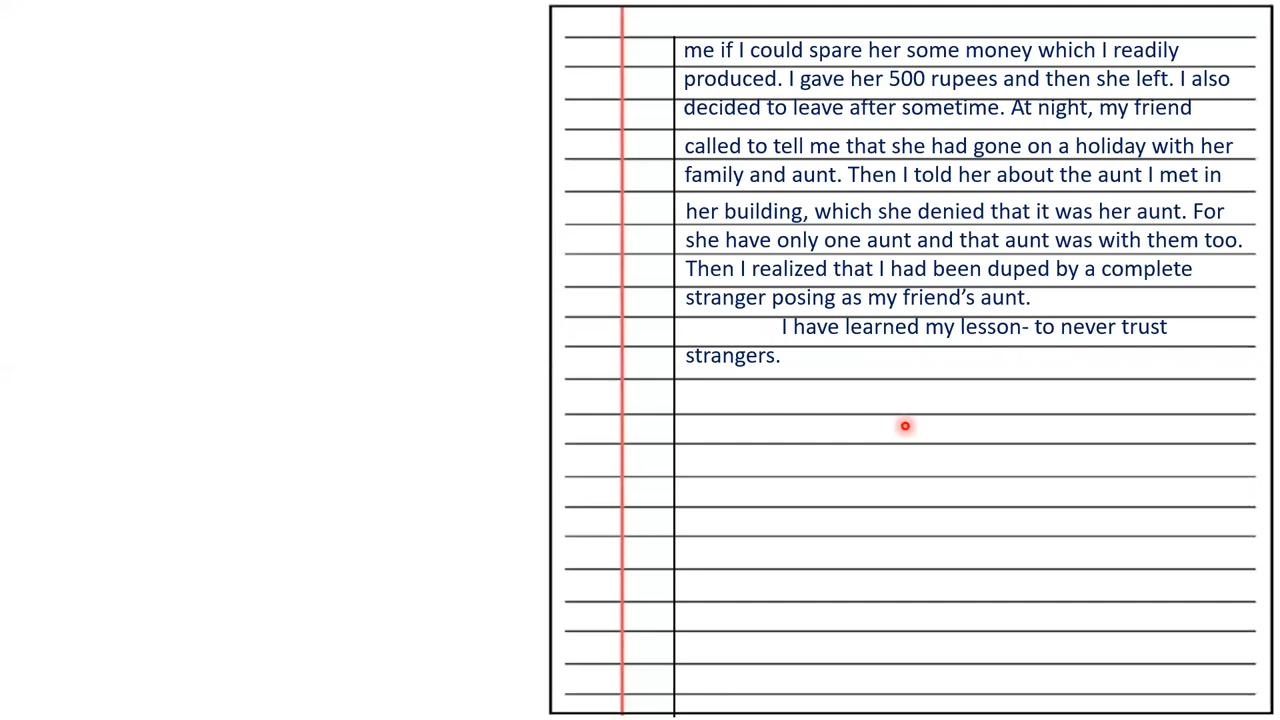 me if I could spare her some money which I readily
produced. I gave her 500 rupees and then she left. I also
decided to leave after sometime. At night, my friend
called to tell me that she had gone on a holiday with her
family and aunt. Then I told her about the aunt I met in
her building, which she denied that it was her aunt. For
she have only one aunt and that aunt was with them too.
Then I realized that I had been duped by a complete
stranger posing as my friend’s aunt.
I have learned my lesson- to never trust
strangers.